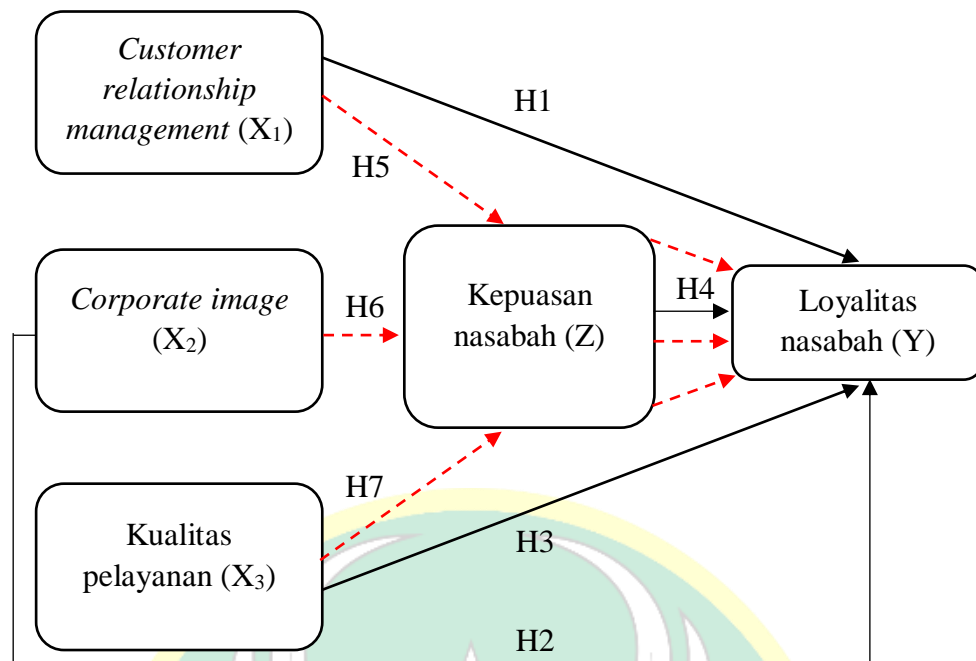 Customer
relationship
management (X₁)
H1
H5
Corporate image
(X₂)
H6
Kepuasan
nasabah (Z)
H4
Loyalitas
nasabah (Y)
H7
Kualitas
pelayanan (X₃)
H3
H2